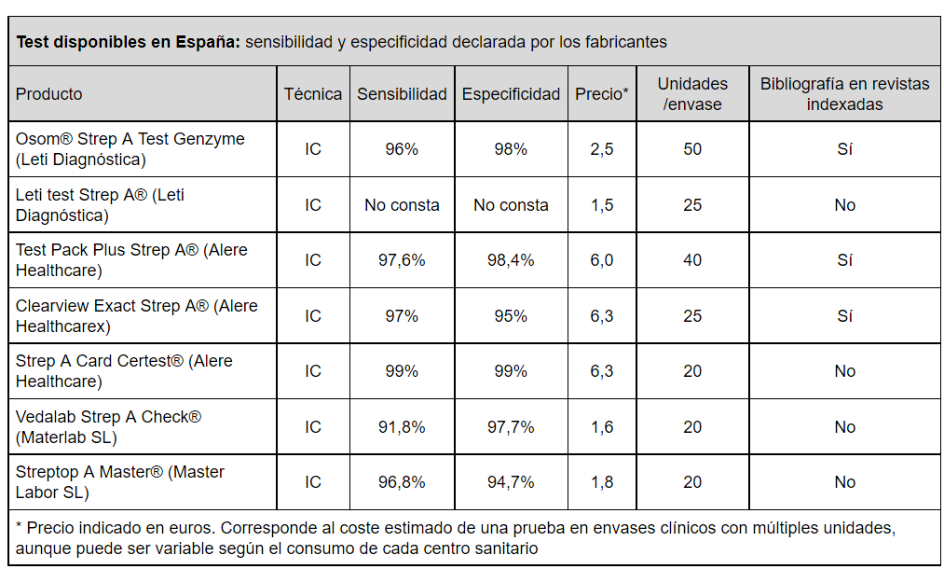 Test disponibles en España: sensibilidad y especificidad declarada por los fabricantes
Producto Técnica Sensibilidad Especificidad Precio* Unidades /envase Bibliografía en revistas indexadas
Osom® Strep A Test Genzyme (Leti Diagnóstica) IC 96% 98% 2,5 50 Sí
Leti test Strep A® (Leti Diagnóstica) IC No consta No consta 1,5 25 No
Test Pack Plus Strep A® (Alere Healthcare) IC 97,6% 98,4% 6,0 40 Sí
Clearview Exact Strep A® (Alere Healthcarex) IC 97% 95% 6,3 25 Sí
Strep A Card Certest® (Alere Healthcare) IC 99% 99% 6,3 20 No
Vedalab Strep A Check® (Materlab SL) IC 91,8% 97,7% 1,6 20 No
Streptop A Master® (Master Labor SL) IC 96,8% 94,7% 1,8 20 No
* Precio indicado en euros. Corresponde al coste estimado de una prueba en envases clínicos con múltiples unidades,
aunque puede ser variable según el consumo de cada centro sanitario